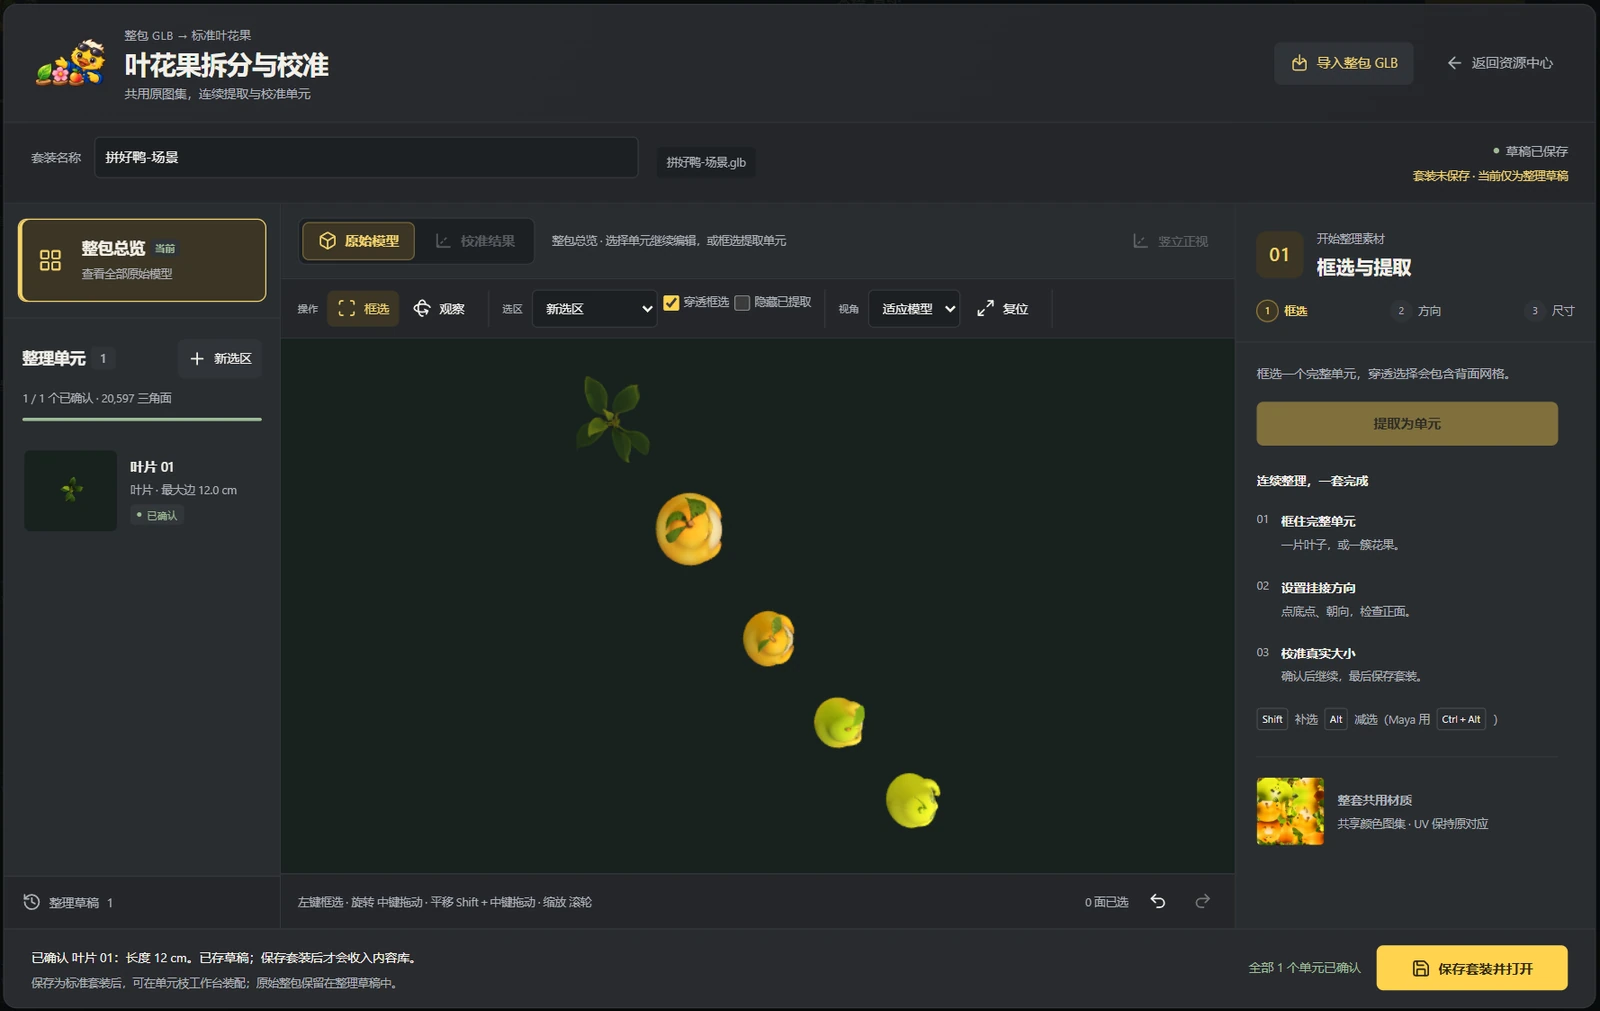 整包 GLB → 标准叶花果
叶花果拆分与校准
共用原图集，连续提取与校准单元
导入整包 GLB
返回资源中心
套装名称
拼好鸭-场景
拼好鸭-场景.glb
草稿已保存
套装未保存 · 当前仅为整理草稿
整包总览 当前
查看全部原始模型
原始模型
校准结果
整包总览 · 选择单元继续编辑，或框选提取单元
竖立正视
操作
框选
观察
选区
新选区
穿透框选
隐藏已提取
视角
适应模型
复位
整理单元 1
新选区
1 / 1 个已确认 · 20,597 三角面
叶片 01
叶片 · 最大边 12.0 cm
已确认
01
开始整理素材
框选与提取
1 框选
2 方向
3 尺寸
框选一个完整单元，穿透选择会包含背面网格。
提取为单元
连续整理，一套完成
01 框住完整单元
一片叶子，或一簇花果。
02 设置挂接方向
点底点、朝向，检查正面。
03 校准真实大小
确认后继续，最后保存套装。
Shift 补选 Alt 减选（Maya 用 Ctrl + Alt ）
整套共用材质
共享颜色图集 · UV 保持原对应
整理草稿 1
左键框选 · 旋转 中键拖动 · 平移 Shift + 中键拖动 · 缩放 滚轮
0 面已选
已确认 叶片 01：长度 12 cm。已存草稿；保存套装后才会收入内容库。
保存为标准套装后，可在单元枝工作台装配；原始整包保留在整理草稿中。
全部 1 个单元已确认
保存套装并打开